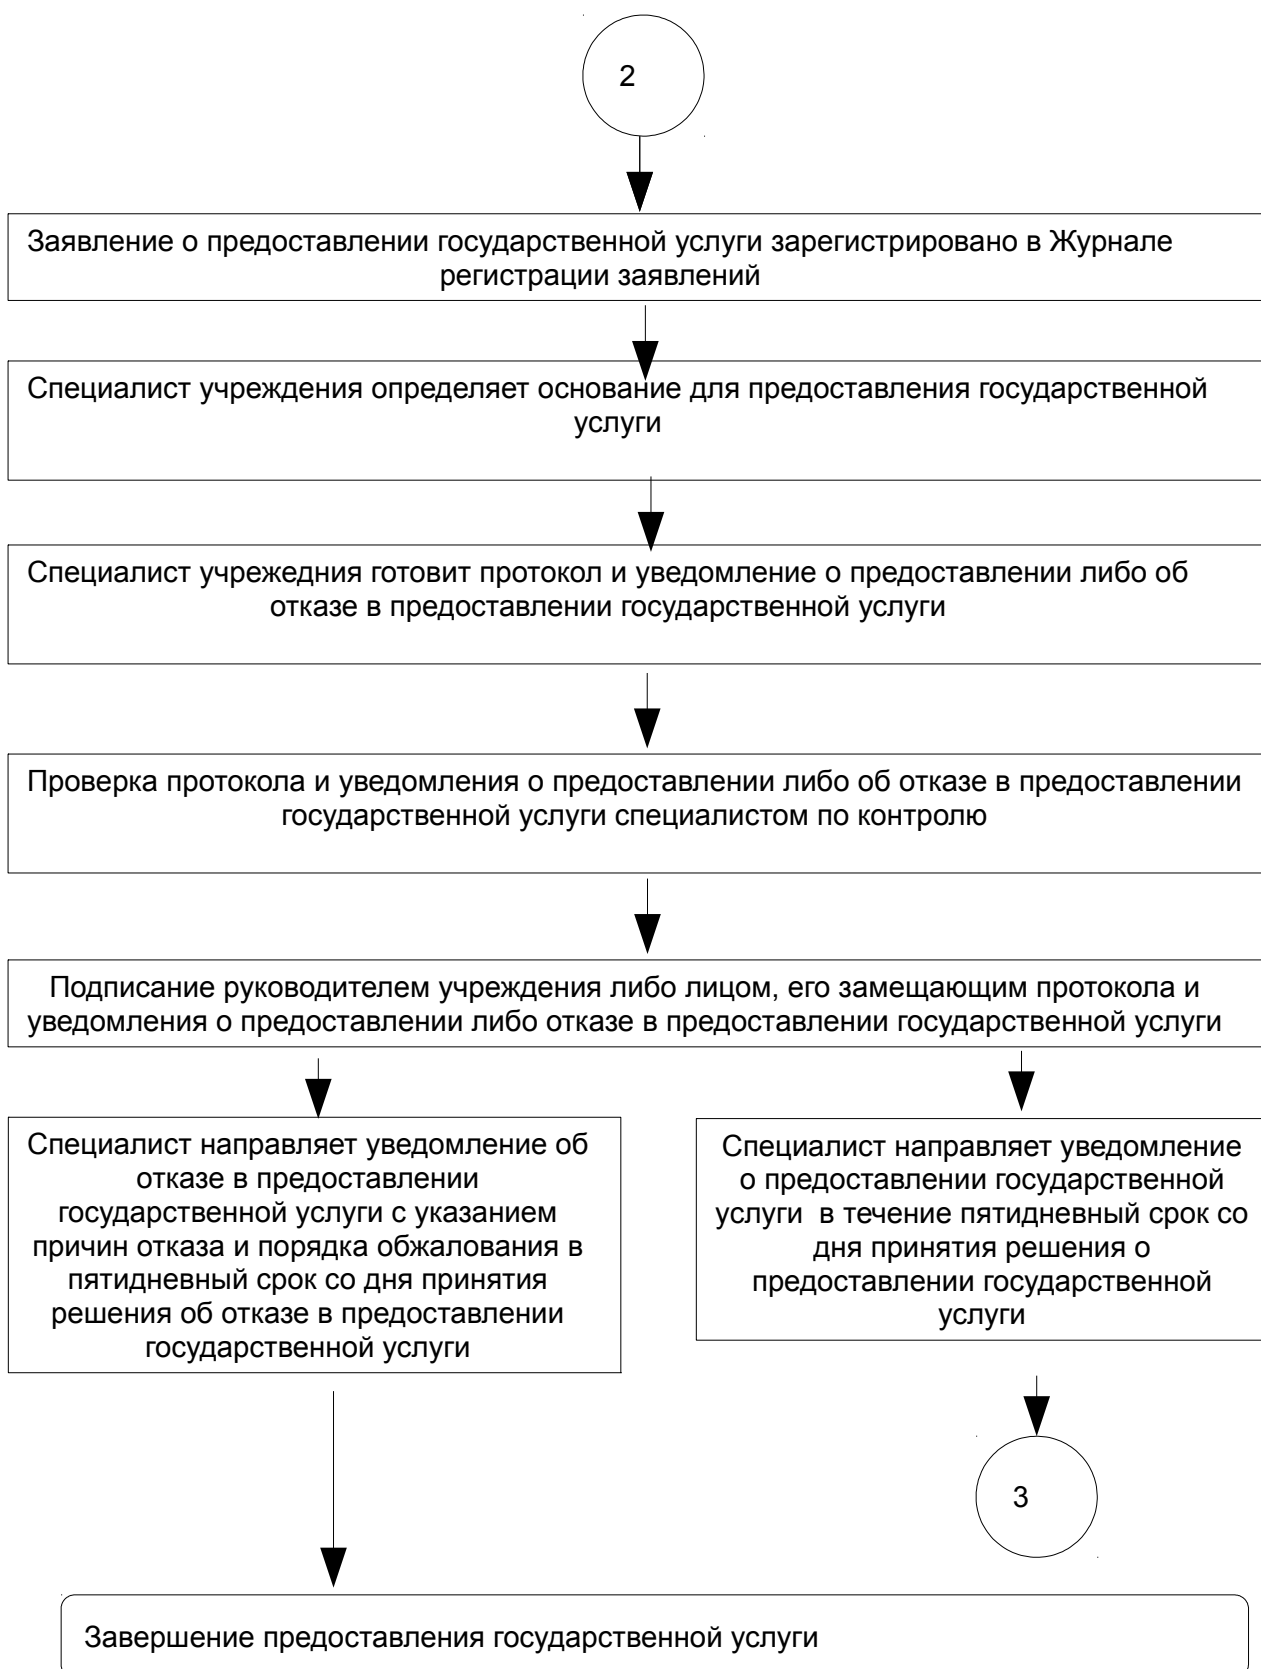 2
Заявление о предоставлении государственной услуги зарегистрировано в Журнале
регистрации заявлений
Специалист учреждения определяет основание для предоставления государственной
услуги
Специалист учрежедния готовит протокол и уведомление о предоставлении либо об
отказе в предоставлении государственной услуги
Проверка протокола и уведомления о предоставлении либо об отказе в предоставлении
государственной услуги специалистом по контролю
Подписание руководителем учреждения либо лицом, его замещающим протокола и
уведомления о предоставлении либо отказе в предоставлении государственной услуги
Специалист направляет уведомление об
отказе в предоставлении
государственной услуги с указанием
причин отказа и порядка обжалования в
пятидневный срок со дня принятия
решения об отказе в предоставлении
государственной услуги
Специалист направляет уведомление
о предоставлении государственной
услуги  в течение пятидневный срок со
дня принятия решения о
предоставлении государственной
услуги
3
Завершение предоставления государственной услуги